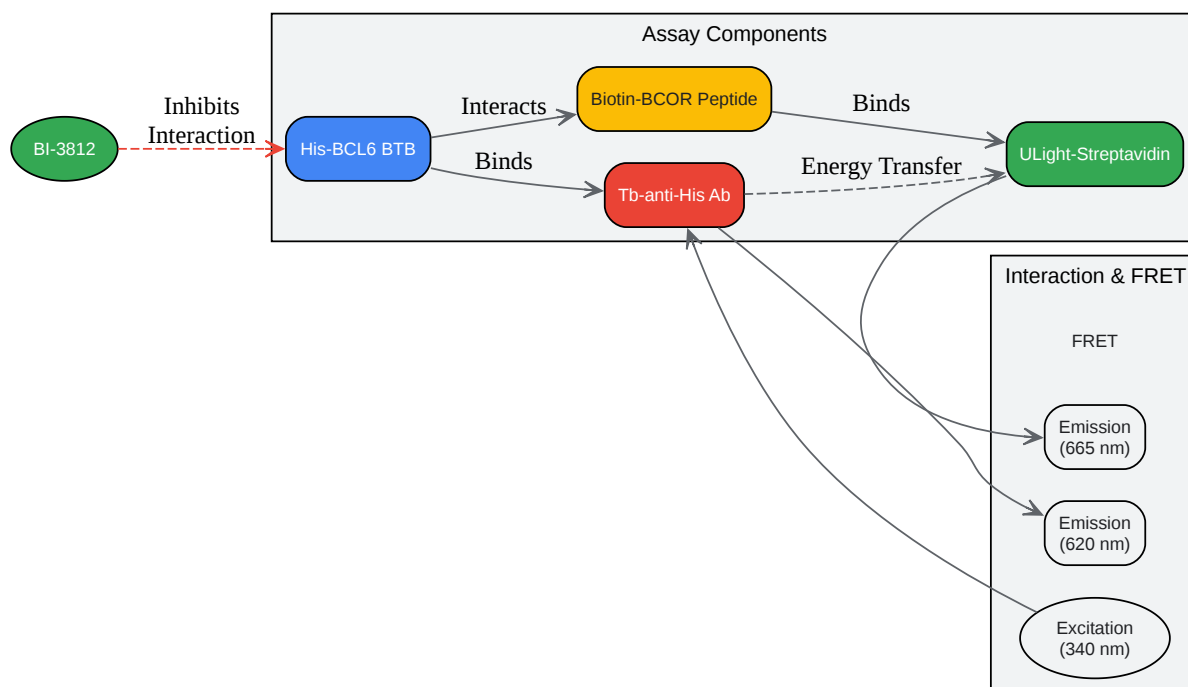 Assay Components
Inhibits
Interaction
BI-3812
His-BCL6 BTB
Interacts
Binds
Biotin-BCOR Peptide
Tb-anti-His Ab
Binds
Energy Transfer
ULight-Streptavidin
Interaction & FRET
FRET
Emission
(665 nm)
Emission
(620 nm)
Excitation
(340 nm)